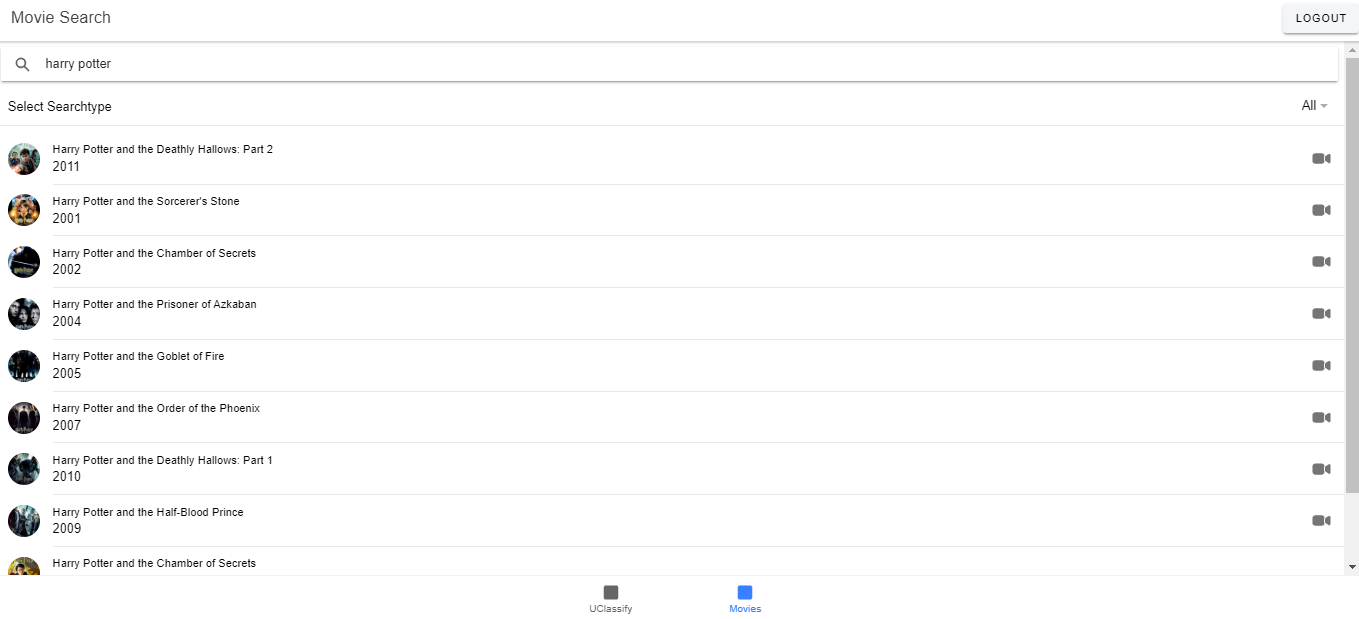 Movie Search
LOGOUT
harry potter
Select Searchtype
All
Harry Potter and the Deathly Hallows: Part 2
2011
Harry Potter and the Sorcerer's Stone
2001
Harry Potter and the Chamber of Secrets
2002
Harry Potter and the Prisoner of Azkaban
2004
Harry Potter and the Goblet of Fire
2005
Harry Potter and the Order of the Phoenix
2007
Harry Potter and the Deathly Hallows: Part 1
2010
Harry Potter and the Half-Blood Prince
2009
Harry Potter and the Chamber of Secrets
UClassify
Movies